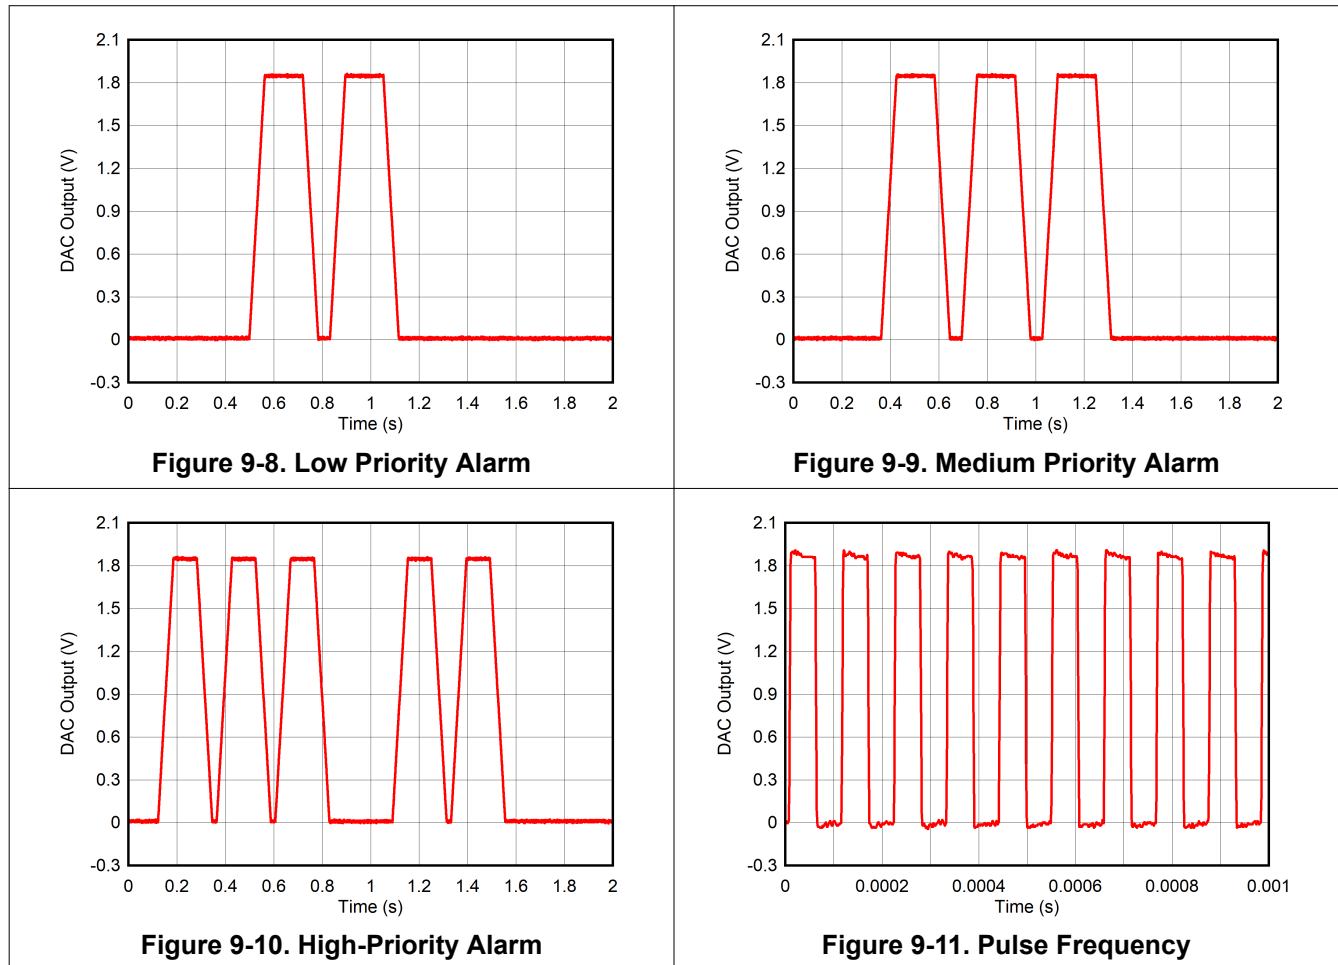 2.1
1.8
1.5
1.2
0.9
0.6
0.3
0
-0.3
DAC Output (V)
0 0.2 0.4 0.6 0.8 1 1.2 1.4 1.6 1.8 2
Time (s)
Figure 9-8. Low Priority Alarm
2.1
1.8
1.5
1.2
0.9
0.6
0.3
0
-0.3
DAC Output (V)
0 0.2 0.4 0.6 0.8 1 1.2 1.4 1.6 1.8 2
Time (s)
Figure 9-9. Medium Priority Alarm
2.1
1.8
1.5
1.2
0.9
0.6
0.3
0
-0.3
DAC Output (V)
0 0.2 0.4 0.6 0.8 1 1.2 1.4 1.6 1.8 2
Time (s)
Figure 9-10. High-Priority Alarm
2.1
1.8
1.5
1.2
0.9
0.6
0.3
0
-0.3
DAC Output (V)
0 0.0002 0.0004 0.0006 0.0008 0.001
Time (s)
Figure 9-11. Pulse Frequency